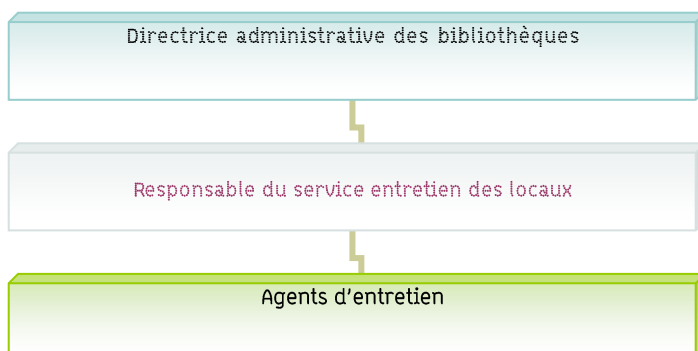 Directrice administrative des bibliothèques
Responsable du service entretien des locaux
Agents d’entretien